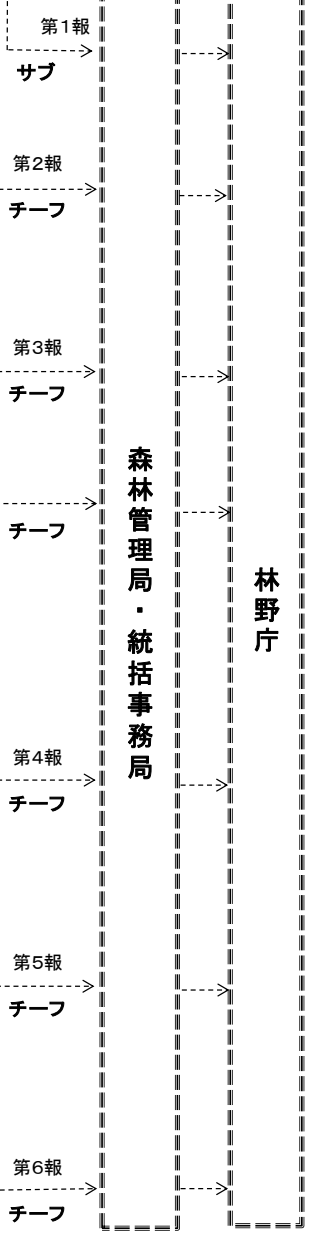 第1報
サブ
第2報
チーフ
第3報
チーフ
チーフ
森林管理局・統括事務局
林野庁
第4報
チーフ
第5報
チーフ
第6報
チーフ